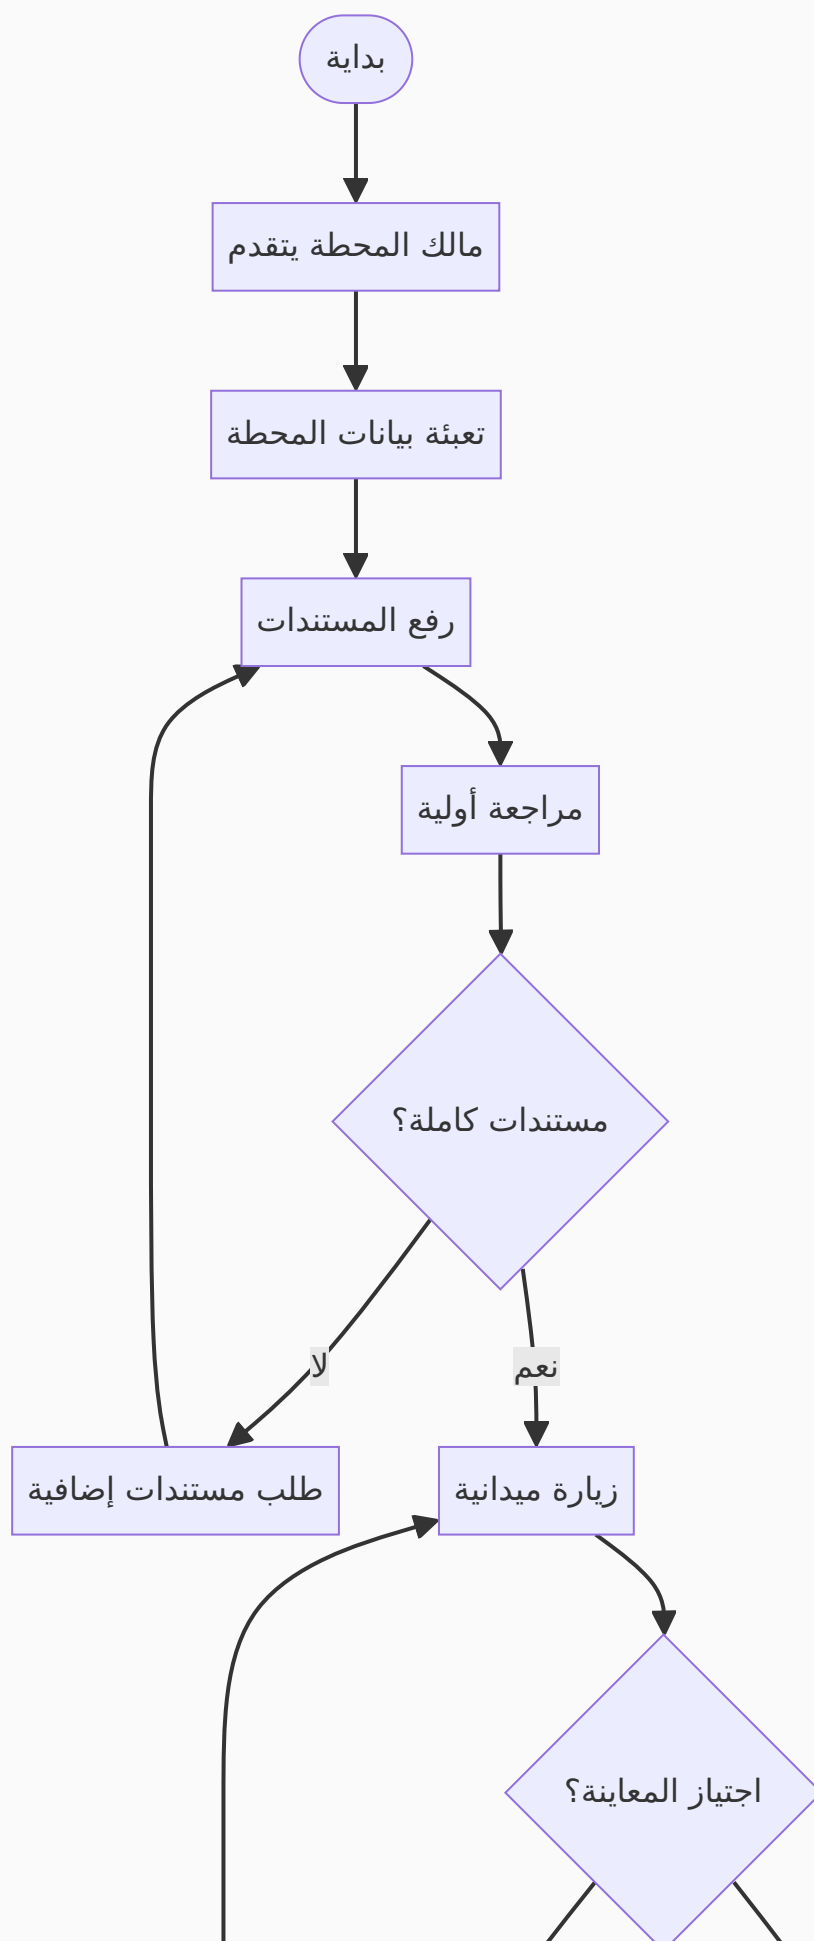 بداية
مالك المحطة يتقدم
تعبئة بيانات المحطة
رفع المستندات
مراجعة أولية
مستندات كاملة؟
لا
نعم
طلب مستندات إضافية
زيارة ميدانية
اجتياز المعاينة؟